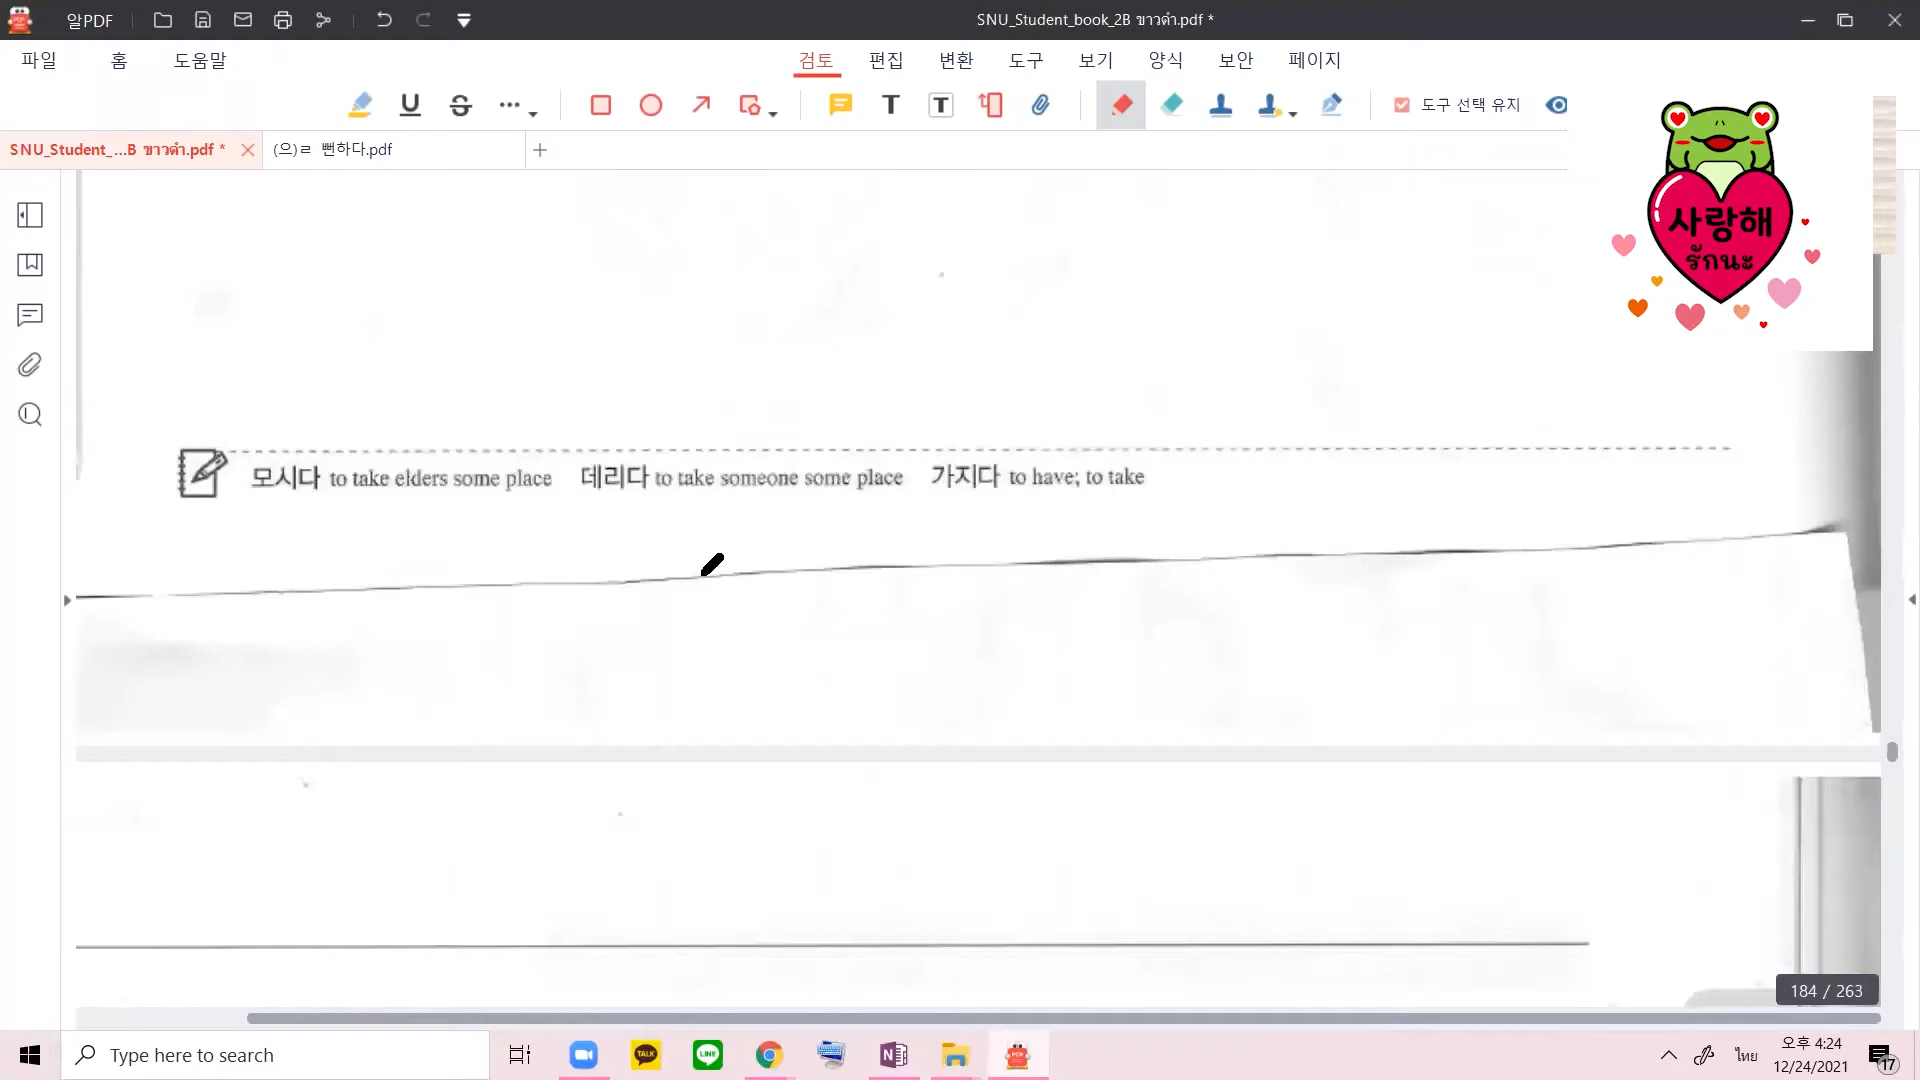 알PDF
SNU_Student_book_2B ขาวดำ.pdf *
파일 홈 도움말 검토 편집 변환 도구 보기 양식 보안 페이지
도구 선택 유지
SNU_Student_...B ขาวดำ.pdf *
(으)ㄹ 뻔하다.pdf
사랑해
รักนะ
모시다 to take elders some place 데리다 to take someone some place 가지다 to have; to take
184 / 263
Type here to search
TALK
LINE
N
PDF
ไทย
오후 4:24
12/24/2021
17